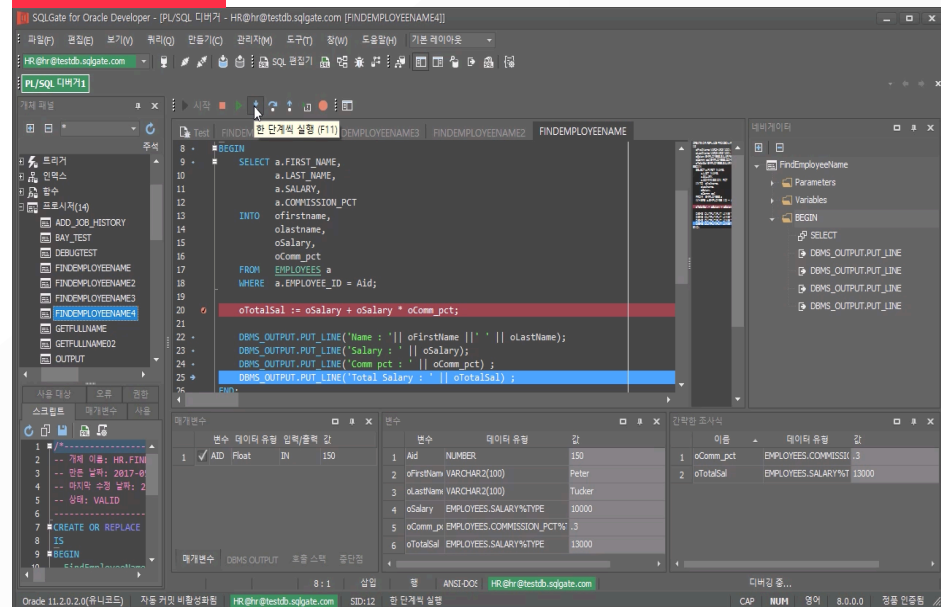 SQLGate for Oracle Developer - [PL/SQL 디버거 - HR@hr@testdb.sqlgate.com [FINDEMPLOYEENAME4]]
파일(F) 편집(E) 보기(V) 쿼리(Q) 만들기(C) 관리자(M) 도구(T) 창(W) 도움말(H) 기본 레이아웃
HR@hr@testdb.sqlgate.com SQL 편집기
PL/SQL 디버거1
개체 패널
시작
한 단계씩 실행 (F11)
*
주석
트리거
인덱스
함수
프로시저(14)
ADD_JOB_HISTORY
BAY_TEST
DEBUGTEST
FINDEMPLOYEENAME
FINDEMPLOYEENAME2
FINDEMPLOYEENAME3
FINDEMPLOYEENAME4
GETFULLNAME
GETFULLNAME02
OUTPUT
사용 대상 오류 권한
스크립트 매개변수 사용
1 /*-----------------
2 -- 개체 이름: HR.FIN
3 -- 만든 날짜: 2017-0
4 -- 마지막 수정 날짜: 2
5 -- 상태: VALID
6 -----------------
7 CREATE OR REPLACE
8 IS
9 BEGIN
10 FindEmployeeName
Test FINDEM DEMPLOYEENAME3 FINDEMPLOYEENAME2 FINDEMPLOYEENAME
8 BEGIN
9 SELECT a.FIRST_NAME,
10 a.LAST_NAME,
11 a.SALARY,
12 a.COMMISSION_PCT
13 INTO ofirstname,
14 olastname,
15 oSalary,
16 oComm_pct
17 FROM EMPLOYEES a
18 WHERE a.EMPLOYEE_ID = Aid;
19
20 oTotalSal := oSalary + oSalary * oComm_pct;
21
22 DBMS_OUTPUT.PUT_LINE('Name : '|| oFirstName ||' ' || oLastName);
23 DBMS_OUTPUT.PUT_LINE('Salary : ' || oSalary);
24 DBMS_OUTPUT.PUT_LINE('Comm pct : ' || oComm_pct) ;
25 DBMS_OUTPUT.PUT_LINE('Total Salary : ' || oTotalSal) ;
26 END;
네비게이터
FindEmployeeName
Parameters
Variables
BEGIN
SELECT
DBMS_OUTPUT.PUT_LINE
DBMS_OUTPUT.PUT_LINE
DBMS_OUTPUT.PUT_LINE
DBMS_OUTPUT.PUT_LINE
매개변수
변수 데이터 유형 입력/출력 값
1 AID Float IN 150
매개변수 DBMS OUTPUT 호출 스택 중단점
변수
변수 데이터 유형 값
1 Aid NUMBER 150
2 oFirstName VARCHAR2(100) Peter
3 oLastName VARCHAR2(100) Tucker
4 oSalary EMPLOYEES.SALARY%TYPE 10000
5 oComm_pc EMPLOYEES.COMMISSION_PCT% .3
6 oTotalSal EMPLOYEES.SALARY%TYPE 13000
간략한 조사식
이름 데이터 유형 값
1 oComm_pct EMPLOYEES.COMMISSIC .3
2 oTotalSal EMPLOYEES.SALARY%T 13000
8 : 1 삽입 행 ANSI-DOS HR@hr@testdb.sqlgate.com 디버깅 중...
Oracle 11.2.0.2.0(유니코드) 자동 커밋 비활성화됨 HR@hr@testdb.sqlgate.com SID:12 한 단계씩 실행 CAP NUM 영어 8.0.0.0 정품 인증됨